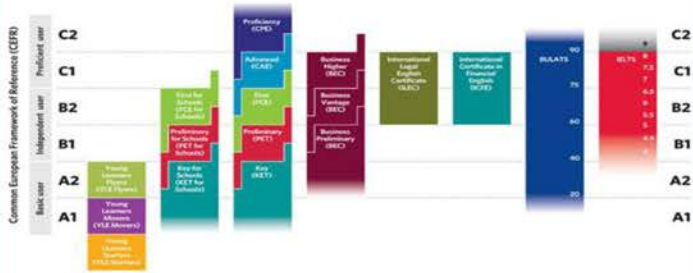 Common European Framework of Reference (CEFR)
Proficient user
Independent user
Basic user
C2
C1
B2
B1
A2
A1
Young
Learners
Flyers
(YLE Flyers)
Young
Learners
Movers
(YLE Movers)
Young
Learners
Starters
(YLE Starters)
First for
Schools
(FCE for
Schools)
Preliminary
for Schools
(PET for
Schools)
Key for
Schools
(KET for
Schools)
Proficiency
(CPE)
Advanced
(CAE)
First
(FCE)
Preliminary
(PET)
Key
(KET)
Business
Higher
(BEC)
Business
Vantage
(BEC)
Business
Preliminary
(BEC)
International
Legal
English
Certificate
(ILEC)
International
Certificate in
Financial
English
(ICFE)
BULATS
90
75
60
40
20
IELTS
9
8
7.5
7
6.5
6
5.5
5
4.5
4
C2
C1
B2
B1
A2
A1